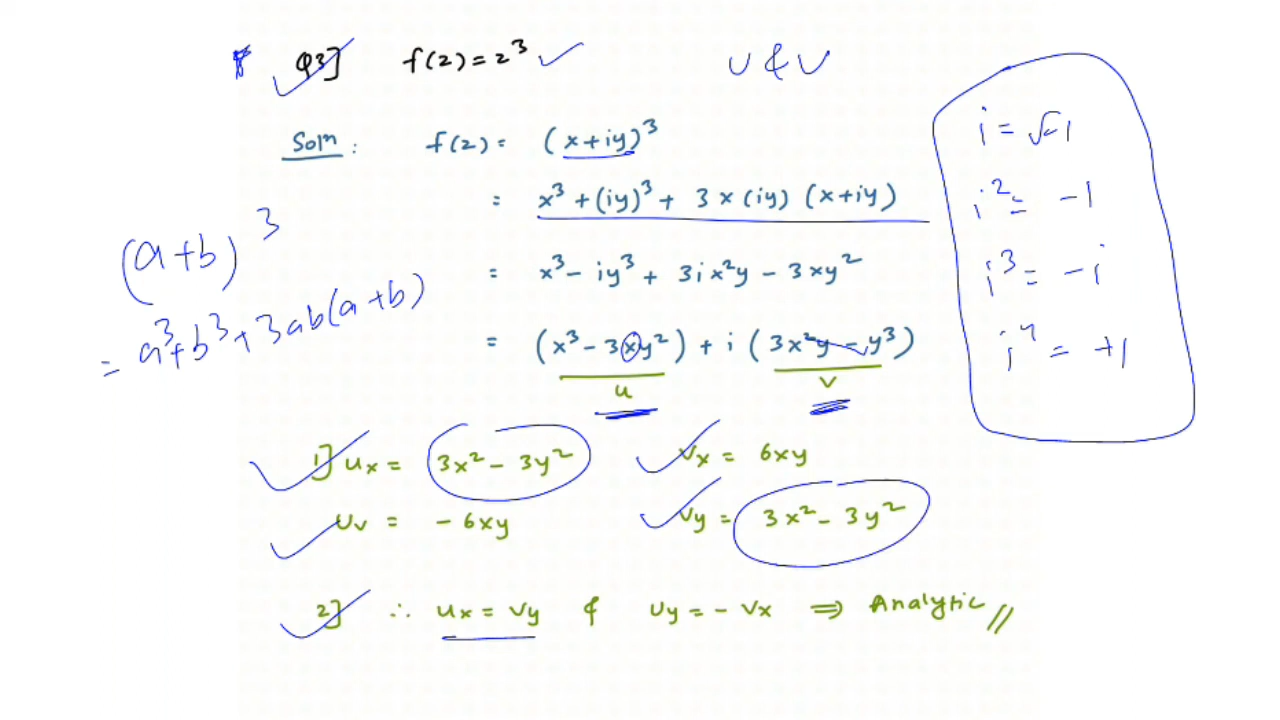 Q3] f(z) = z³ U & V
Soln : f(z) = (x+iy)³
= x³ + (iy)³ + 3x(iy) (x+iy)
= x³ - iy³ + 3ix²y - 3xy²
= (x³ - 3xy²) + i (3x²y - y³)
u v
1] ux = 3x² - 3y² vx = 6xy
Uv = - 6xy vy = 3x² - 3y²
2] ∴ ux = vy & uy = - vx ⇒ Analytic //
(a+b)³
= a³+b³+3ab(a+b)
i = √-1
i² = -1
i³ = -i
i⁴ = +1